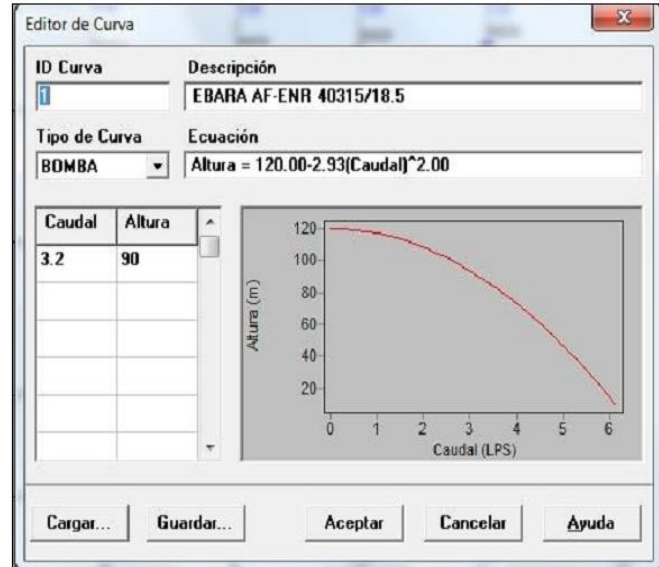 Editor de Curva
ID Curva Descripción
1 EBARA AF-ENR 40315/18.5
Tipo de Curva Ecuación
BOMBA Altura = 120.00-2.93(Caudal)^2.00
Caudal Altura
3.2 90
Altura (m)
120
100
80
60
40
20
0 1 2 3 4 5 6
Caudal (LPS)
Cargar... Guardar... Aceptar Cancelar Ayuda